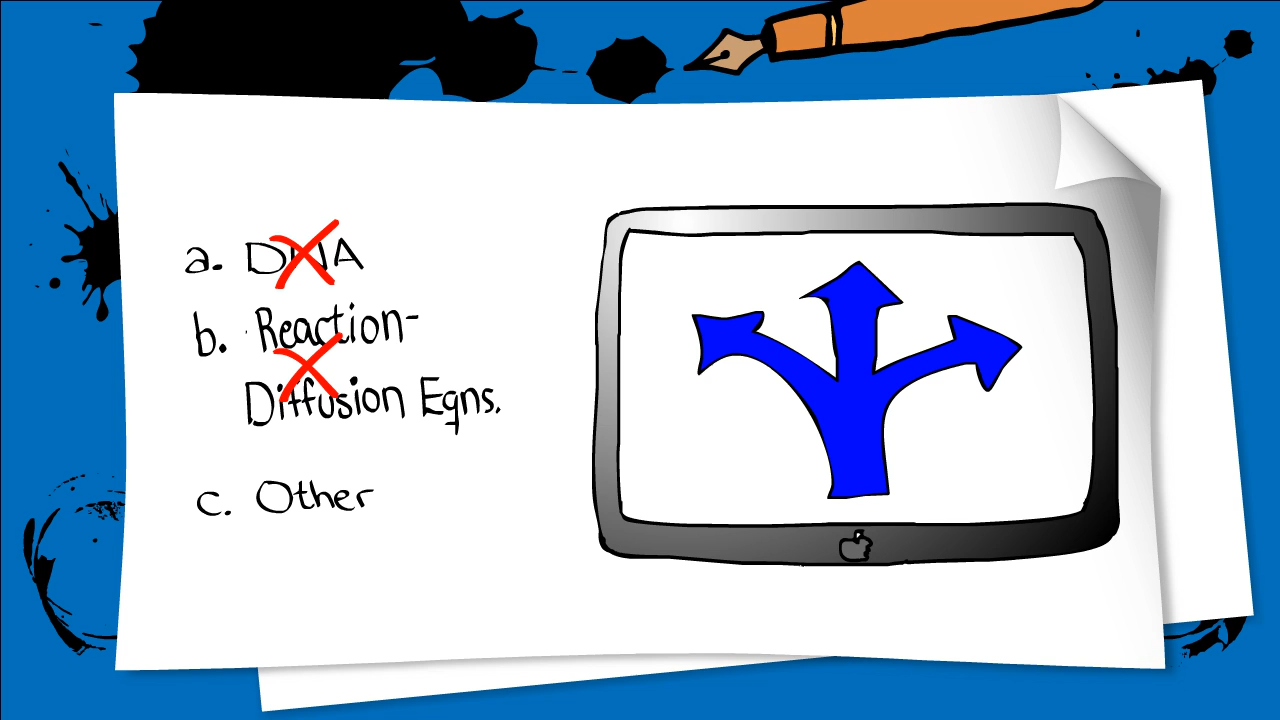 a. DNA
b. Reaction-
Diffusion Eqns.
c. Other